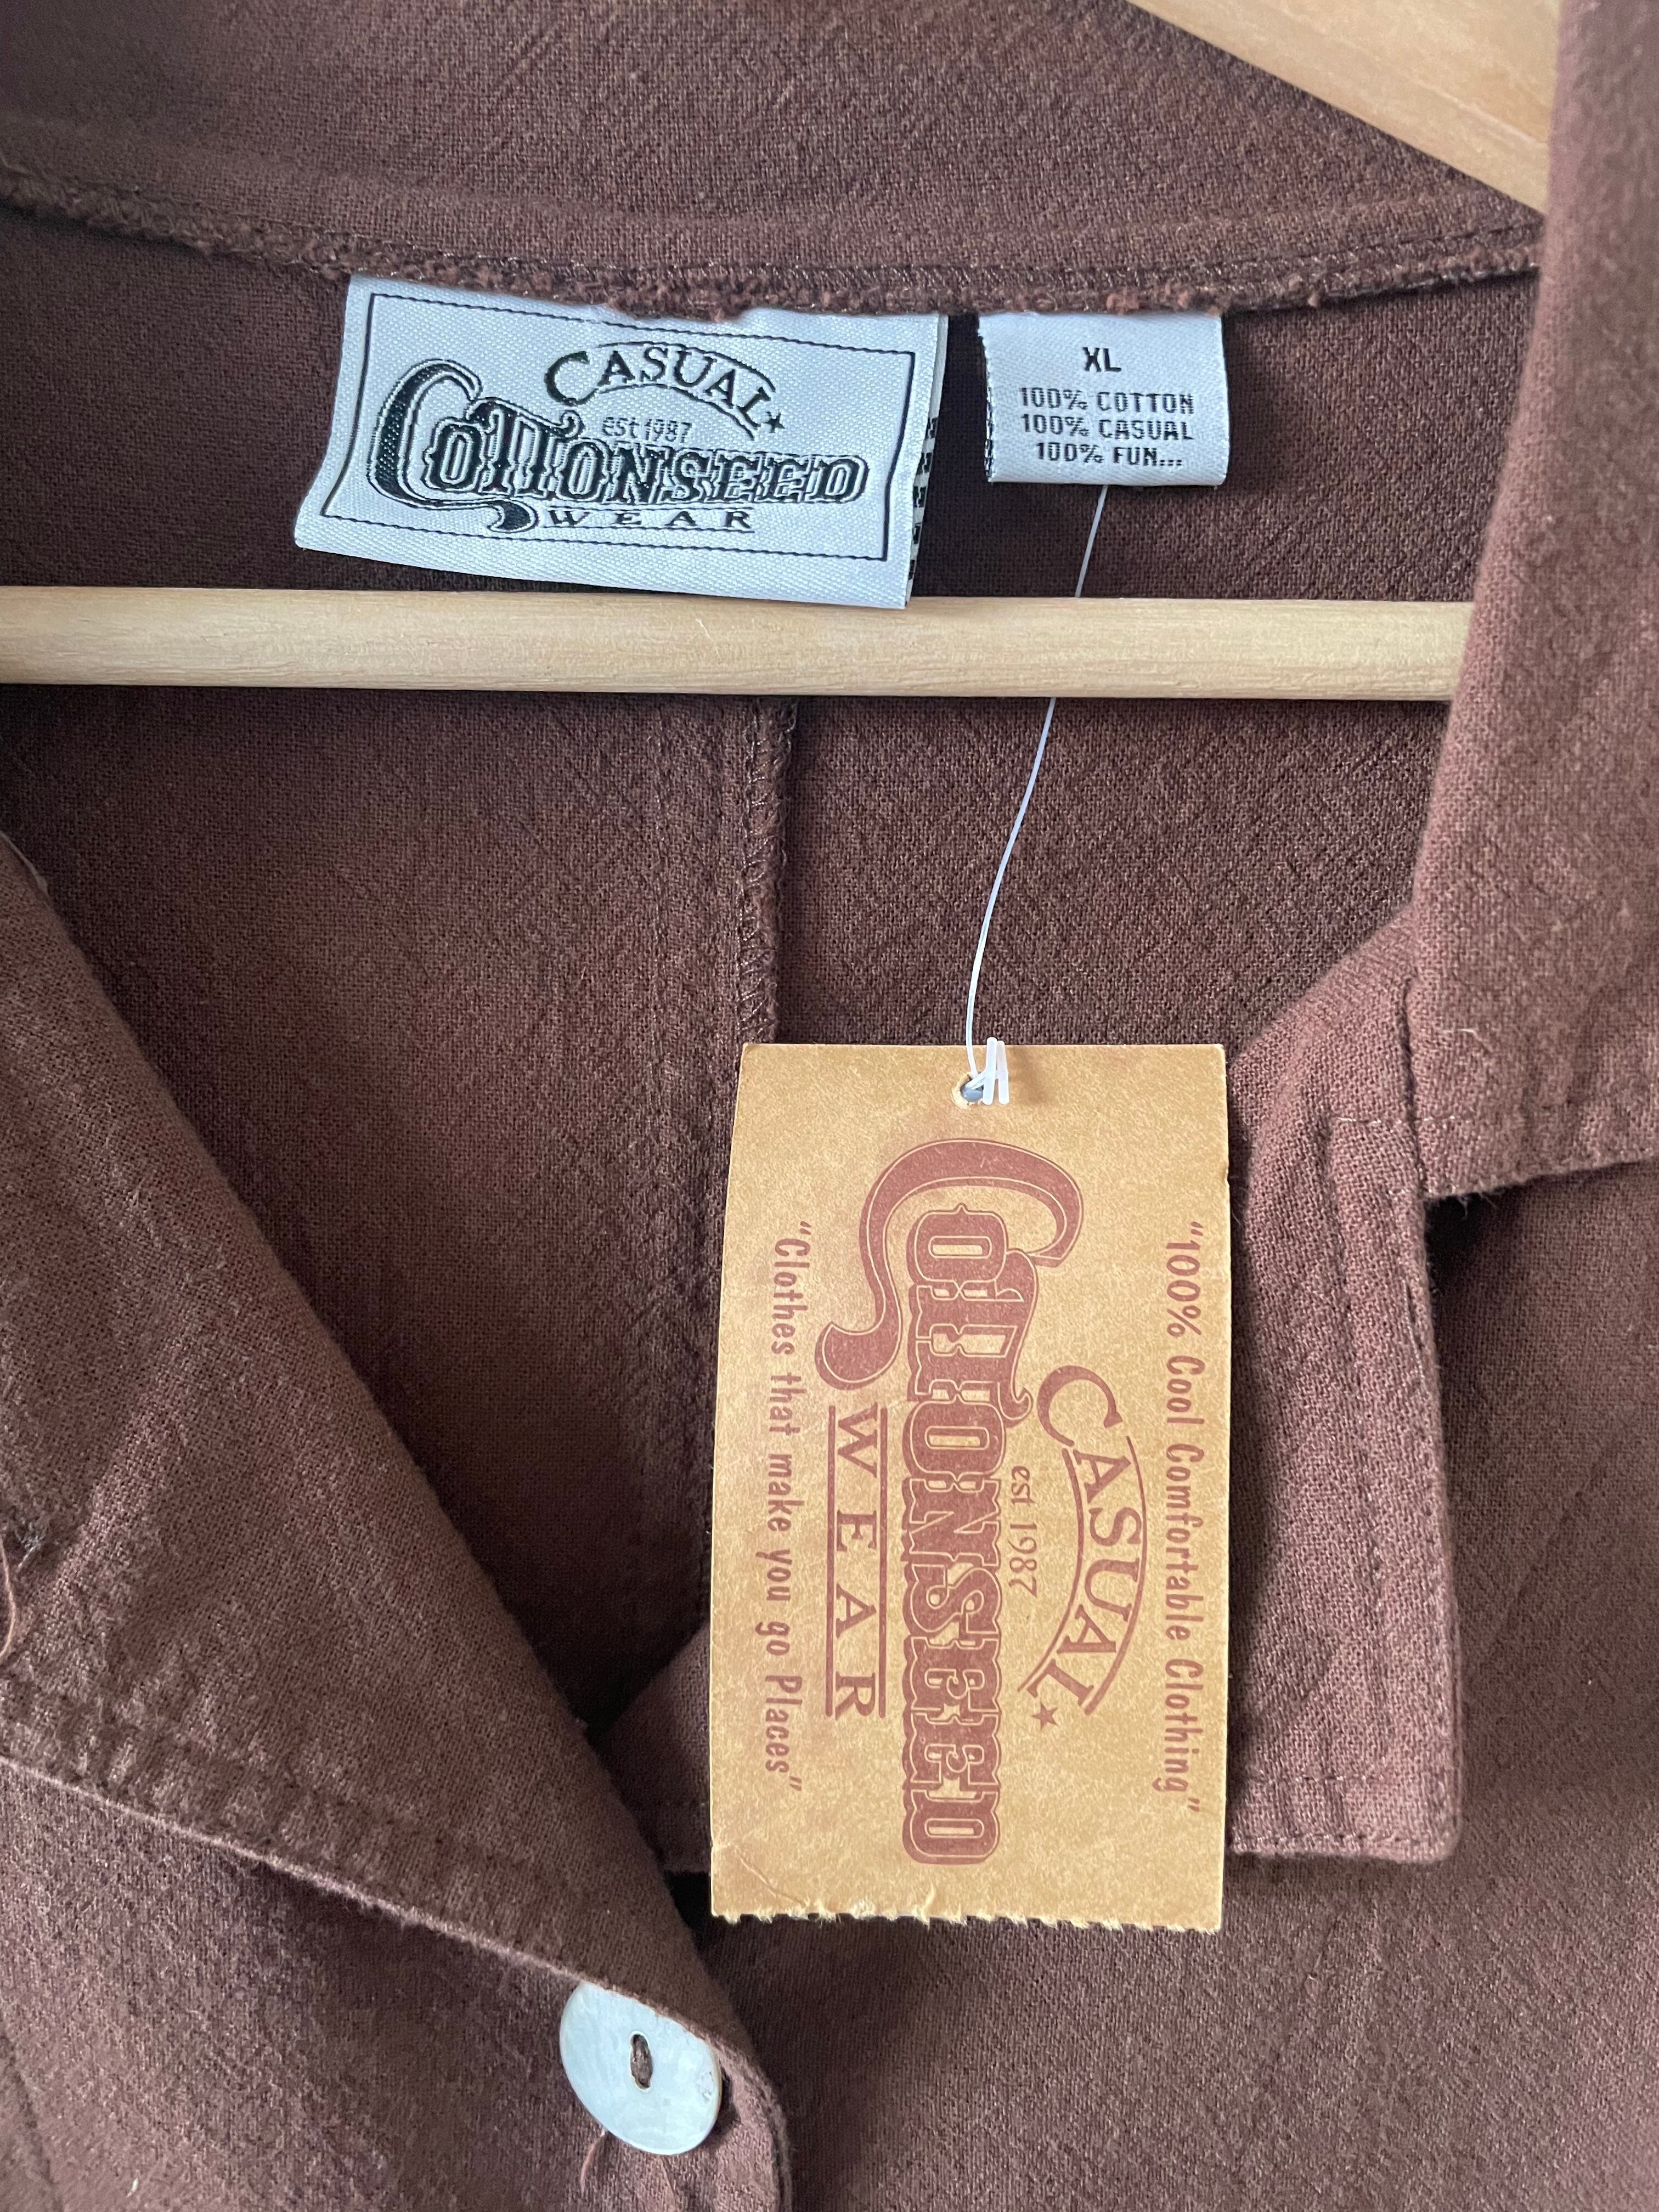 CASUAL
est 1987
COTTONSEED
WEAR
XL
100% COTTON
100% CASUAL
100% FUN...
"100% Cool Comfortable Clothing"
CASUAL
est 1987
COTTONSEED
WEAR
"Clothes that make you go Places"